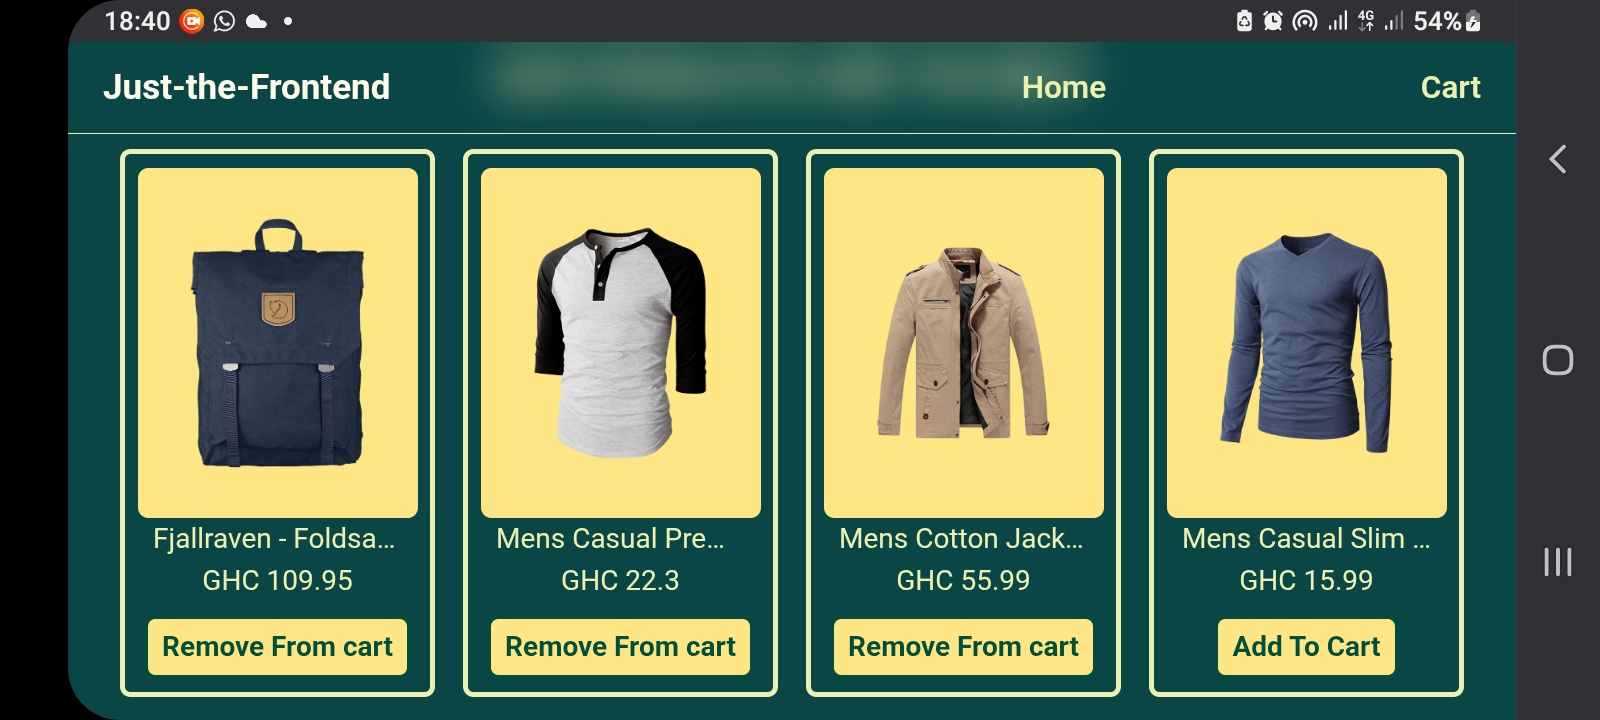 18:40 4G 54%
Just-the-Frontend Home Cart
Fjallraven - Foldsa...
GHC 109.95
Remove From cart
Mens Casual Pre...
GHC 22.3
Remove From cart
Mens Cotton Jack...
GHC 55.99
Remove From cart
Mens Casual Slim ...
GHC 15.99
Add To Cart